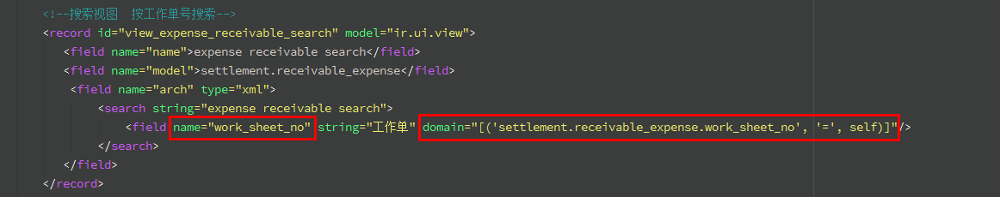 <!--搜索视图  按工作单号搜索-->
<record id="view_expense_receivable_search" model="ir.ui.view">
<field name="name">expense receivable search</field>
<field name="model">settlement.receivable_expense</field>
<field name="arch" type="xml">
<search string="expense receivable search">
<field name="work_sheet_no" string="工作单" domain="[('settlement.receivable_expense.work_sheet_no', '=', self)]"/>
</search>
</field>
</record>